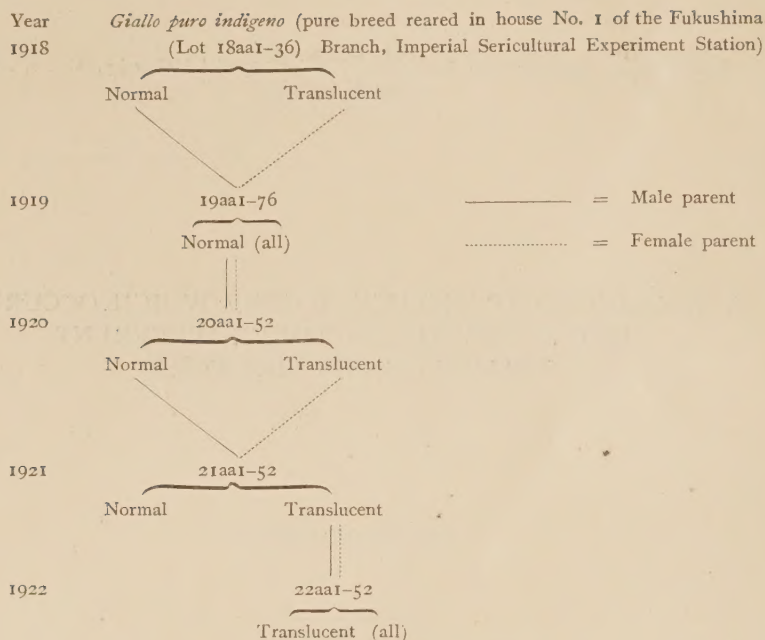 Year Giallo puro indigeno (pure breed reared in house No. 1 of the Fukushima
1918 (Lot 18aa1–36) Branch, Imperial Sericultural Experiment Station)
Normal Translucent
1919 19aa1–76 = Male parent
Normal (all) = Female parent
1920 20aa1–52
Normal Translucent
1921 21aa1–52
Normal Translucent
1922 22aa1–52
Translucent (all)